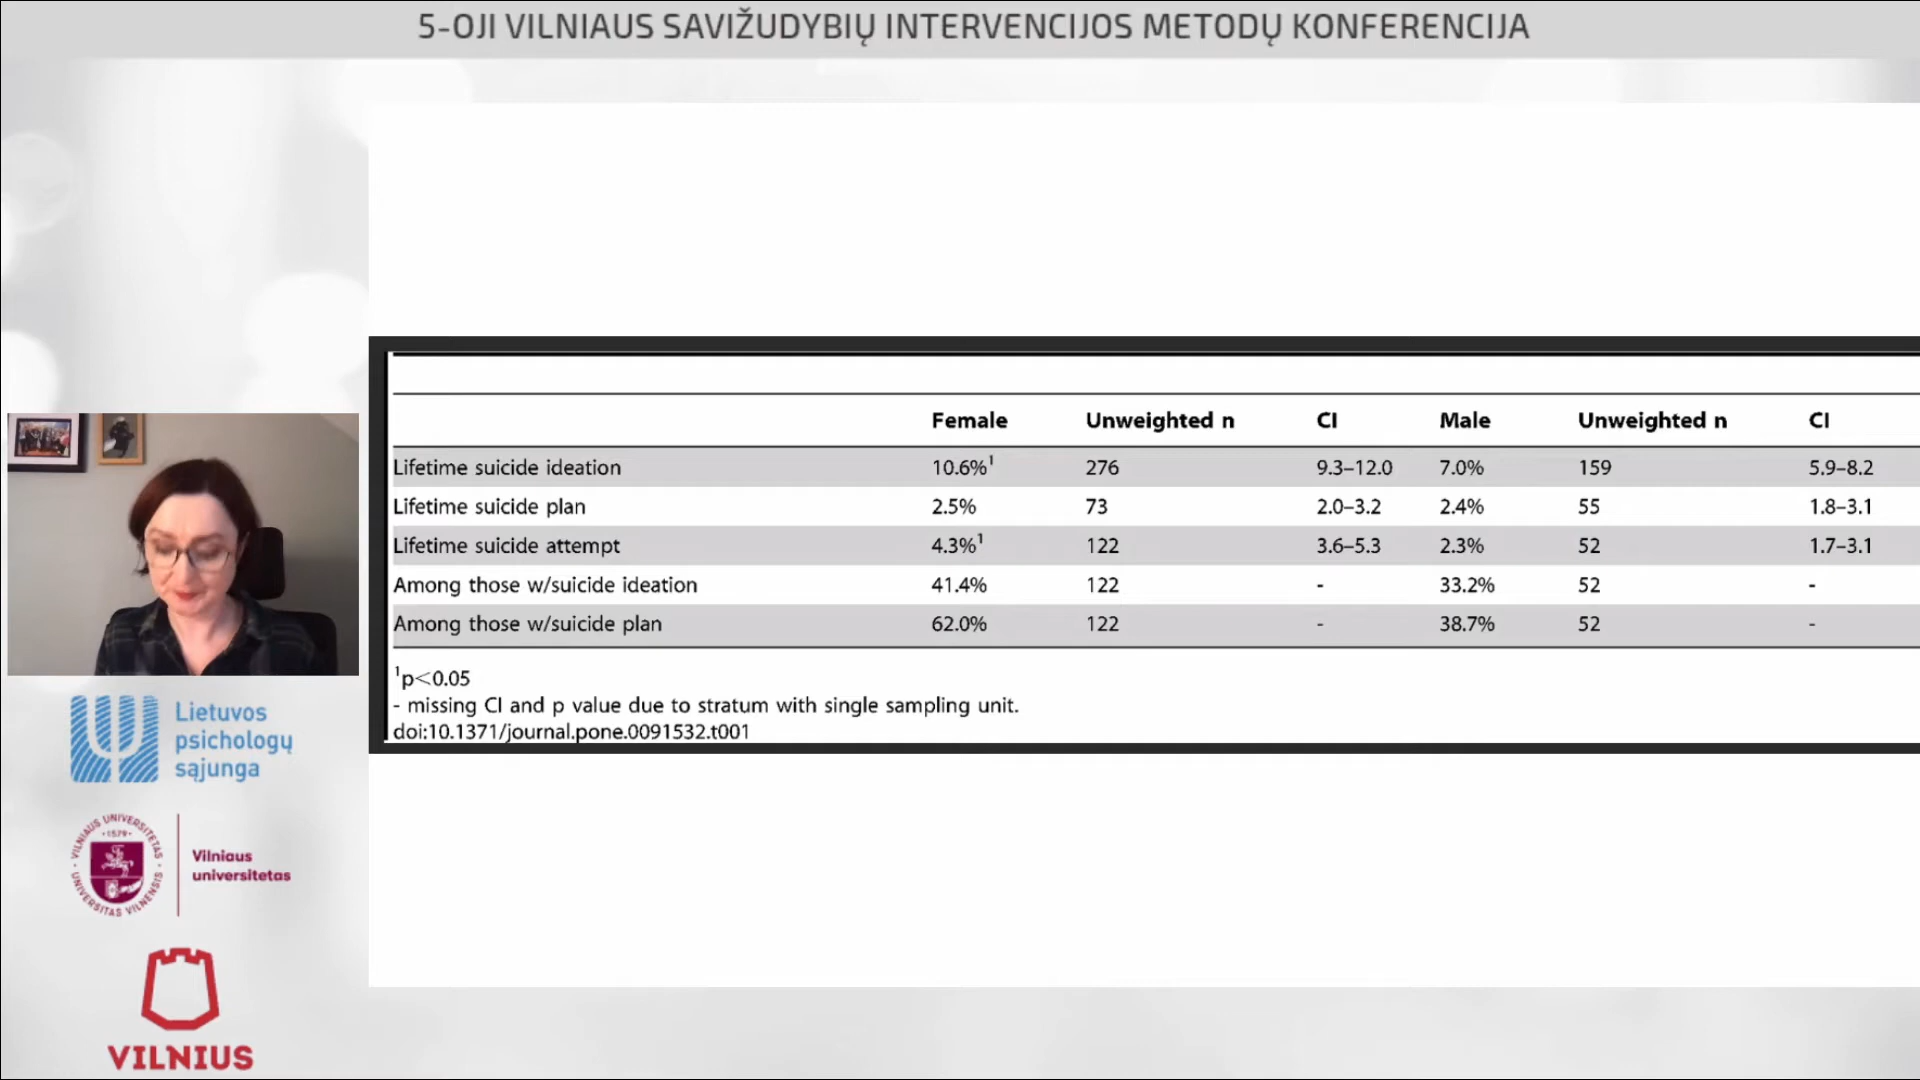 5-OJI VILNIAUS SAVIŽUDYBIŲ INTERVENCIJOS METODŲ KONFERENCIJA
Female Unweighted n CI Male Unweighted n CI
Lifetime suicide ideation 10.6%¹ 276 9.3–12.0 7.0% 159 5.9–8.2
Lifetime suicide plan 2.5% 73 2.0–3.2 2.4% 55 1.8–3.1
Lifetime suicide attempt 4.3%¹ 122 3.6–5.3 2.3% 52 1.7–3.1
Among those w/suicide ideation 41.4% 122 - 33.2% 52 -
Among those w/suicide plan 62.0% 122 - 38.7% 52 -
¹p<0.05
- missing CI and p value due to stratum with single sampling unit.
doi:10.1371/journal.pone.0091532.t001
Lietuvos
psichologų
sąjunga
VILNIAUS UNIVERSITETAS
·1579·
UNIVERSITAS VILNENSIS
Vilniaus
universitetas
VILNIUS